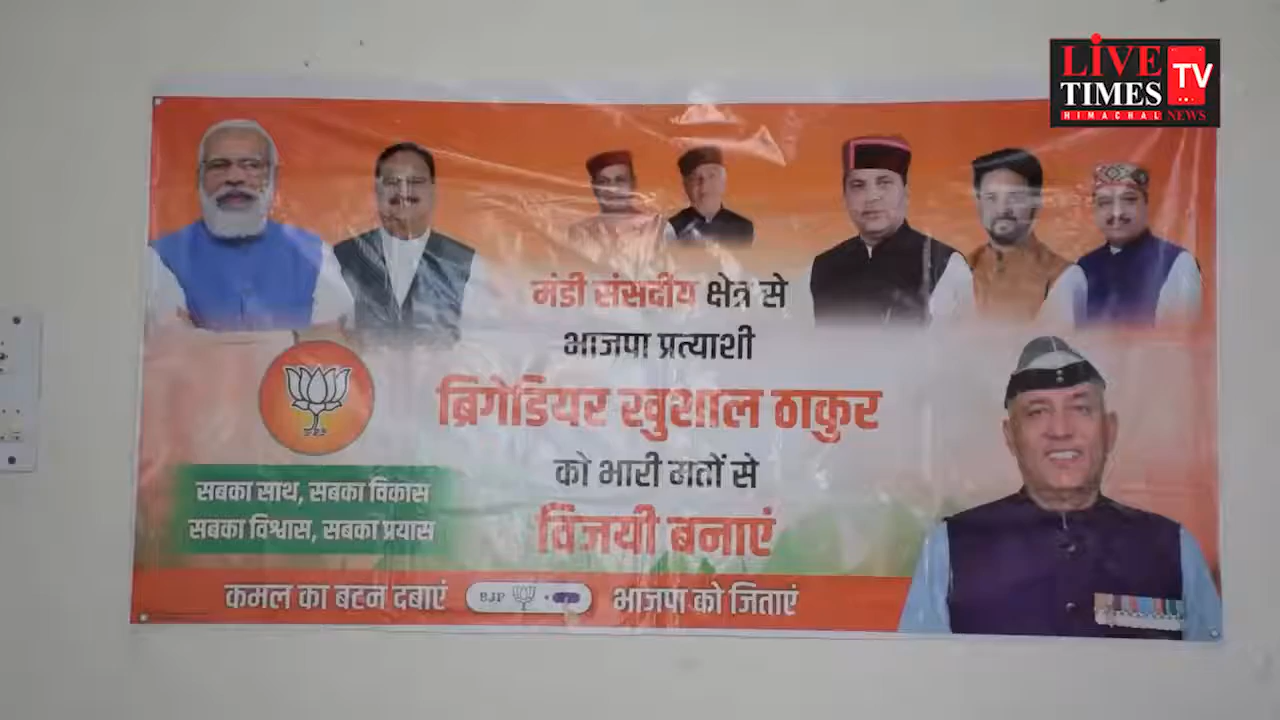 LIVE
TIMES TV
HIMACHAL NEWS
मंडी संसदीय क्षेत्र से
भाजपा प्रत्याशी
ब्रिगेडियर खुशाल ठाकुर
को भारी मतों से
विजयी बनाएं
सबका साथ, सबका विकास
सबका विश्वास, सबका प्रयास
कमल का बटन दबाएं BJP भाजपा को जिताएं